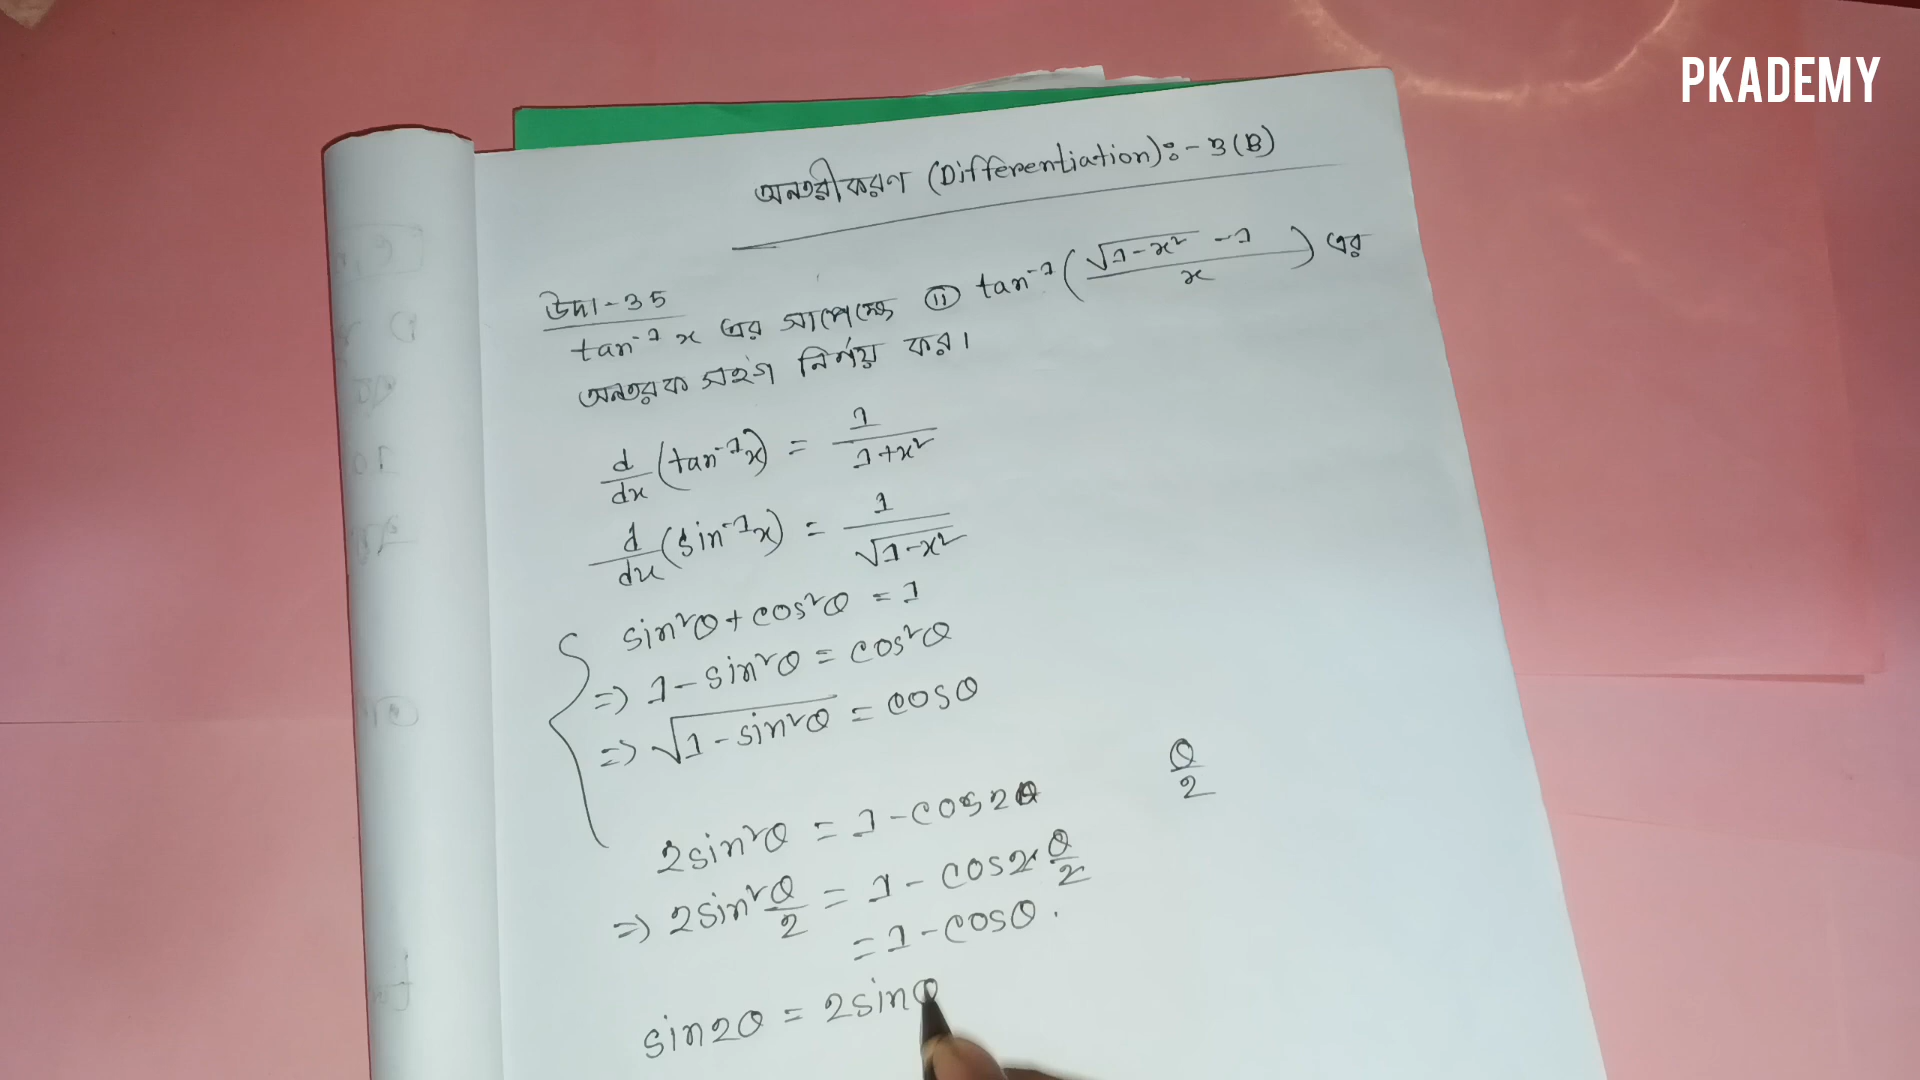 PKADEMY
অন্তরীকরণ (Differentiation):- 3(B)
উদা-35
tan⁻¹ x এর সাপেক্ষে ⓘⓘ tan⁻¹ ( (√(1-x²) -1) / x ) এর
অন্তরক সহগ নির্ণয় কর।
d/dx (tan⁻¹x) = 1/(1+x²)
d/dx (sin⁻¹x) = 1/√(1-x²)
sin²θ + cos²θ = 1
=> 1 - sin²θ = cos²θ
=> √(1 - sin²θ) = cosθ
θ/2
2sin²θ = 1 - cos2θ
=> 2sin² θ/2 = 1 - cos2 θ/2
= 1 - cosθ.
sin2θ = 2sinθ